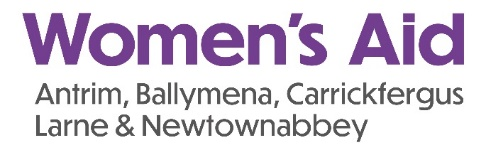 Women's Aid
Antrim, Ballymena, Carrickfergus
Larne & Newtownabbey